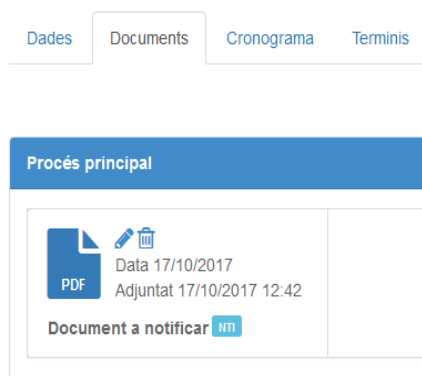 Dades Documents Cronograma Terminis
Procés principal
Data 17/10/2017
PDF Adjuntat 17/10/2017 12:42
Document a notificar NTI